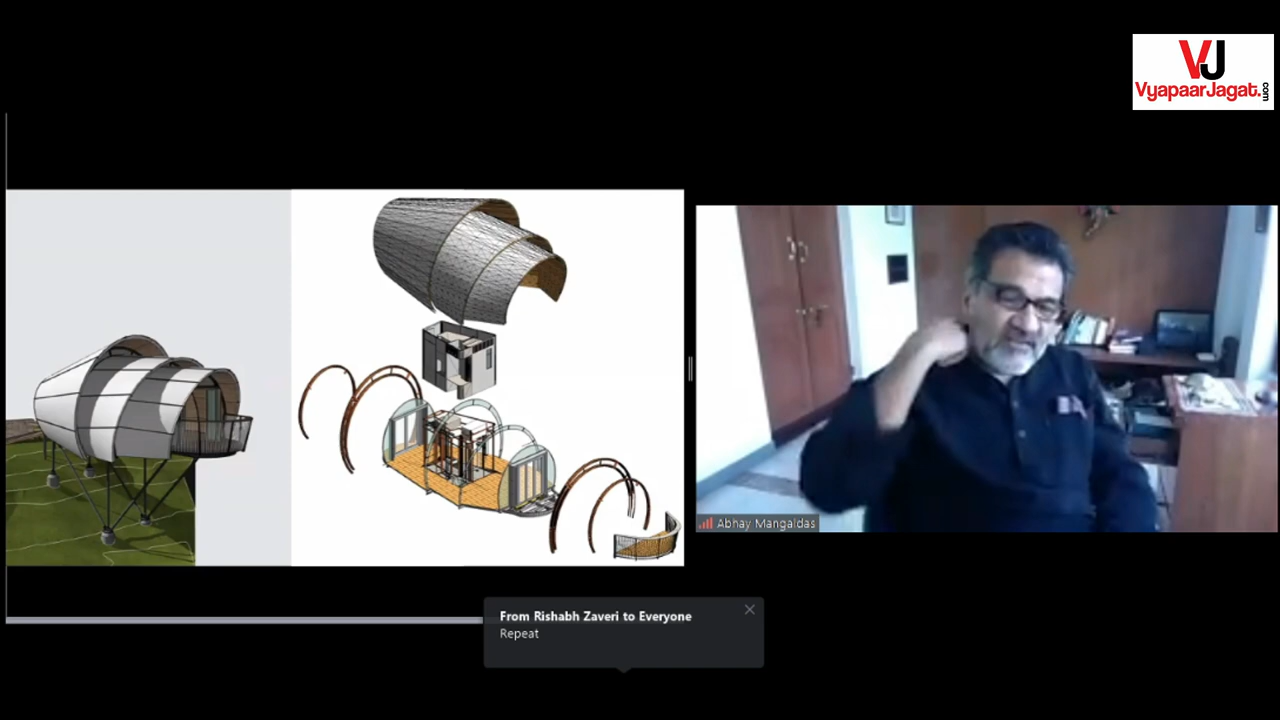 VJ
VyapaarJagat.com
Abhay Mangaldas
From Rishabh Zaveri to Everyone
Repeat